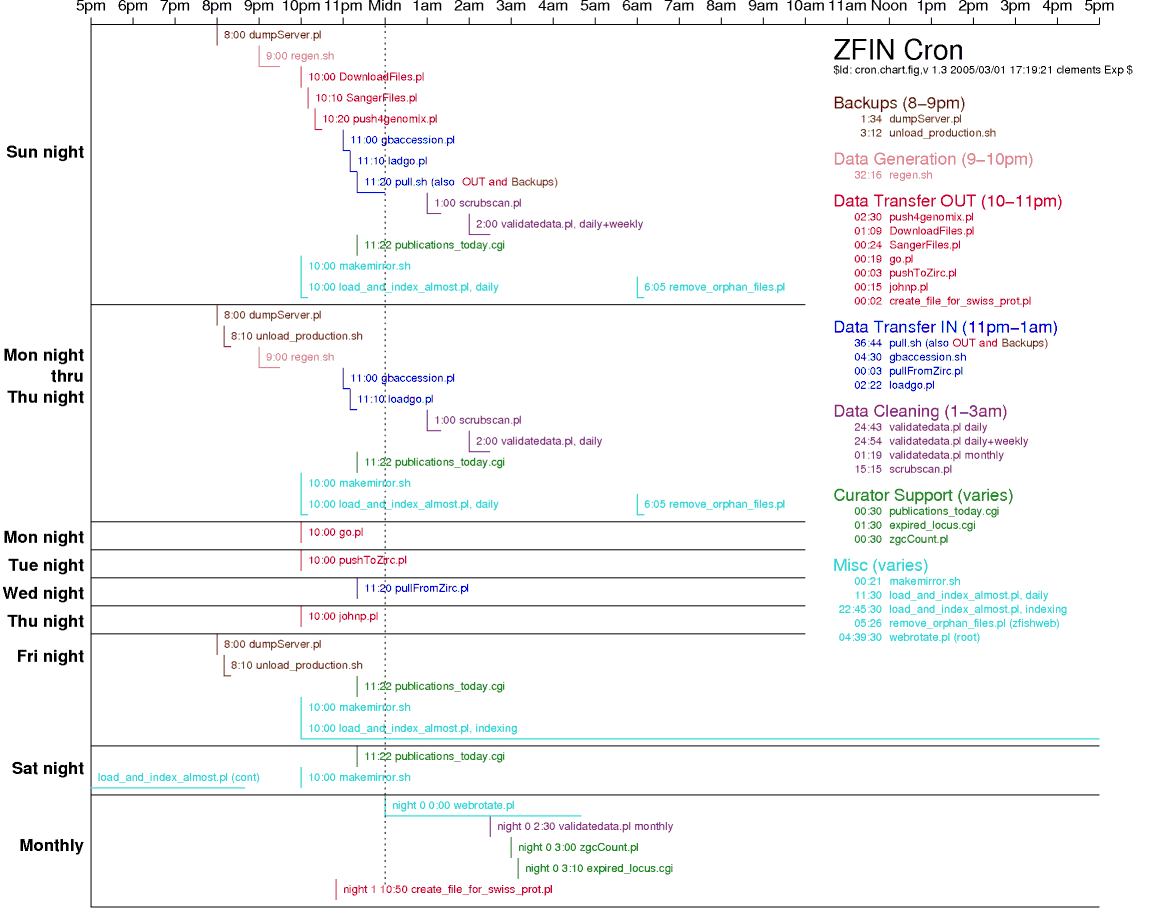 5pm 6pm 7pm 8pm 9pm 10pm 11pm Midn 1am 2am 3am 4am 5am 6am 7am 8am 9am 10am 11am Noon 1pm 2pm 3pm 4pm 5pm
ZFIN Cron
$Id: cron.chart.fig,v 1.3 2005/03/01 17:19:21 clements Exp $
Sun night
8:00 dumpServer.pl
9:00 regen.sh
10:00 DownloadFiles.pl
10:10 SangerFiles.pl
10:20 push4genomix.pl
11:00 gbaccession.pl
11:10 ladgo.pl
11:20 pull.sh (also OUT and Backups)
1:00 scrubscan.pl
2:00 validatedata.pl, daily+weekly
11:22 publications_today.cgi
10:00 makemirror.sh
10:00 load_and_index_almost.pl, daily
6:05 remove_orphan_files.pl
Mon night
thru
Thu night
8:00 dumpServer.pl
8:10 unload_production.sh
9:00 regen.sh
11:00 gbaccession.pl
11:10 loadgo.pl
1:00 scrubscan.pl
2:00 validatedata.pl, daily
11:22 publications_today.cgi
10:00 makemirror.sh
10:00 load_and_index_almost.pl, daily
6:05 remove_orphan_files.pl
Mon night
10:00 go.pl
Tue night
10:00 pushToZirc.pl
Wed night
11:20 pullFromZirc.pl
Thu night
10:00 johnp.pl
Fri night
8:00 dumpServer.pl
8:10 unload_production.sh
11:22 publications_today.cgi
10:00 makemirror.sh
10:00 load_and_index_almost.pl, indexing
Sat night
11:22 publications_today.cgi
load_and_index_almost.pl (cont)
10:00 makemirror.sh
Monthly
night 0 0:00 webrotate.pl
night 0 2:30 validatedata.pl monthly
night 0 3:00 zgcCount.pl
night 0 3:10 expired_locus.cgi
night 1 10:50 create_file_for_swiss_prot.pl
Backups (8–9pm)
1:34 dumpServer.pl
3:12 unload_production.sh
Data Generation (9–10pm)
32:16 regen.sh
Data Transfer OUT (10–11pm)
02:30 push4genomix.pl
01:09 DownloadFiles.pl
00:24 SangerFiles.pl
00:19 go.pl
00:03 pushToZirc.pl
00:15 johnp.pl
00:02 create_file_for_swiss_prot.pl
Data Transfer IN (11pm–1am)
36:44 pull.sh (also OUT and Backups)
04:30 gbaccession.sh
00:03 pullFromZirc.pl
02:22 loadgo.pl
Data Cleaning (1–3am)
24:43 validatedata.pl daily
24:54 validatedata.pl daily+weekly
01:19 validatedata.pl monthly
15:15 scrubscan.pl
Curator Support (varies)
00:30 publications_today.cgi
01:30 expired_locus.cgi
00:30 zgcCount.pl
Misc (varies)
00:21 makemirror.sh
11:30 load_and_index_almost.pl, daily
22:45:30 load_and_index_almost.pl, indexing
05:26 remove_orphan_files.pl (zfishweb)
04:39:30 webrotate.pl (root)